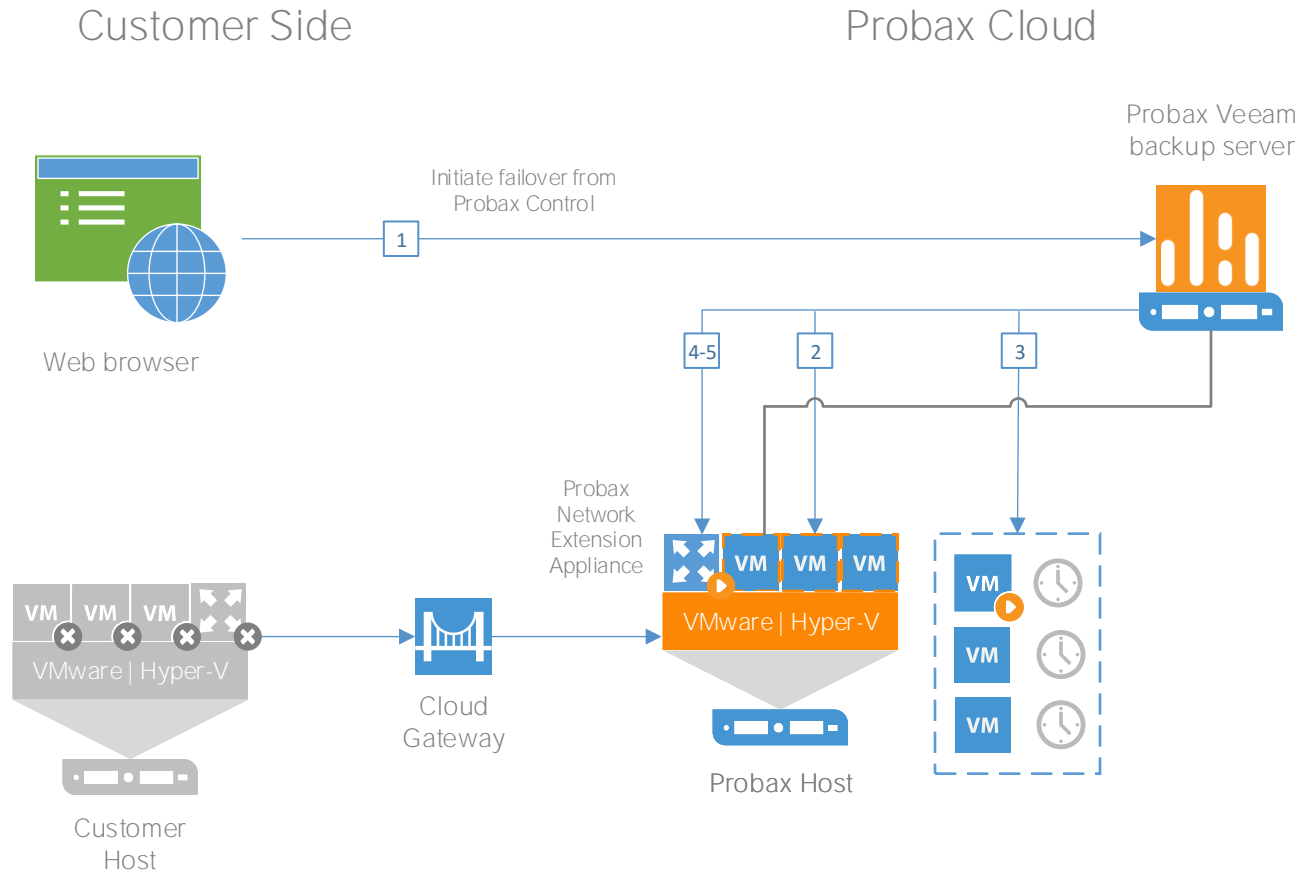 Customer Side
Probax Cloud
Probax Veeam
backup server
Initiate failover from
Probax Control
1
Web browser
4-5
2
3
Probax
Network
Extension
Appliance
VM
VM
VM
VMware | Hyper-V
VM
VM
VM
VM
VM
VM
VMware | Hyper-V
Cloud
Gateway
Probax Host
Customer
Host